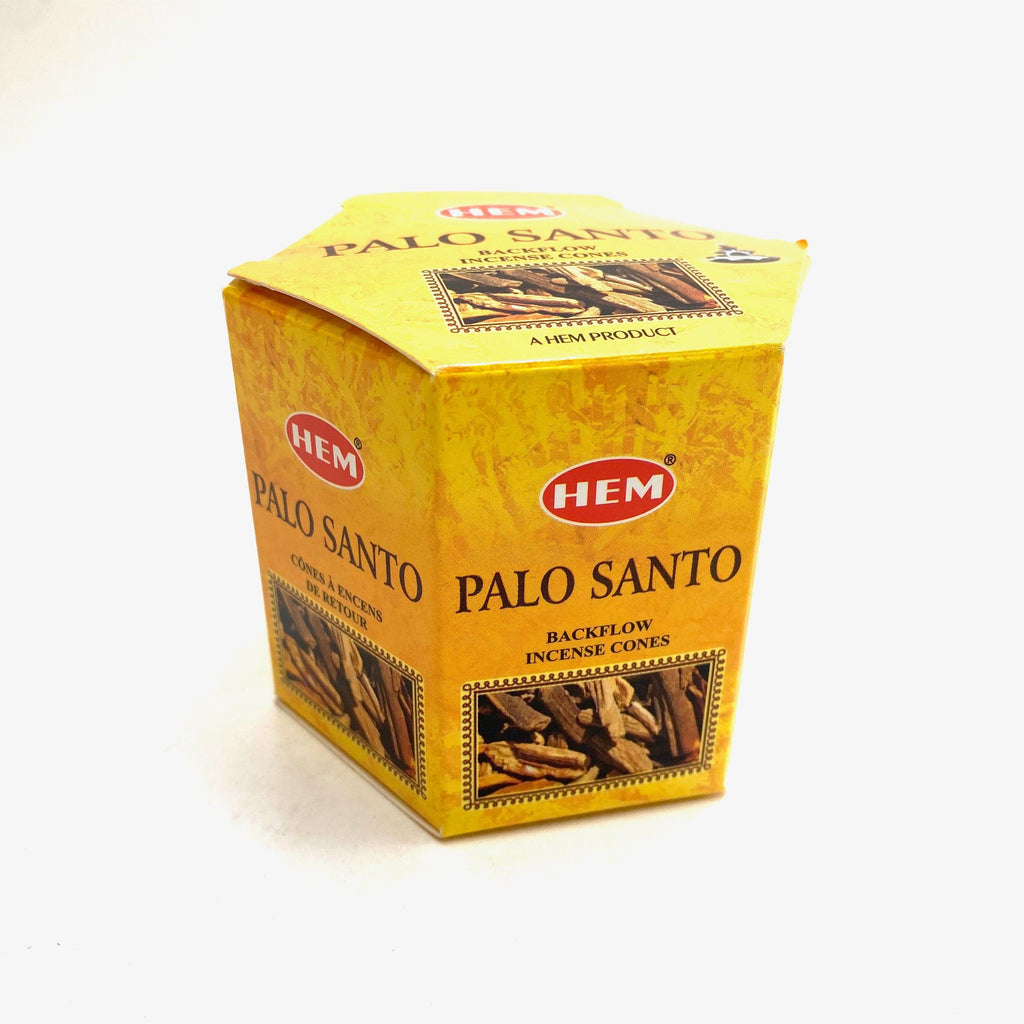 HEM®
PALO SANTO
BACKFLOW
INCENSE CONES
A HEM PRODUCT
HEM®
PALO SANTO
CÔNES À ENCENS
DE RETOUR
HEM®
PALO SANTO
BACKFLOW
INCENSE CONES